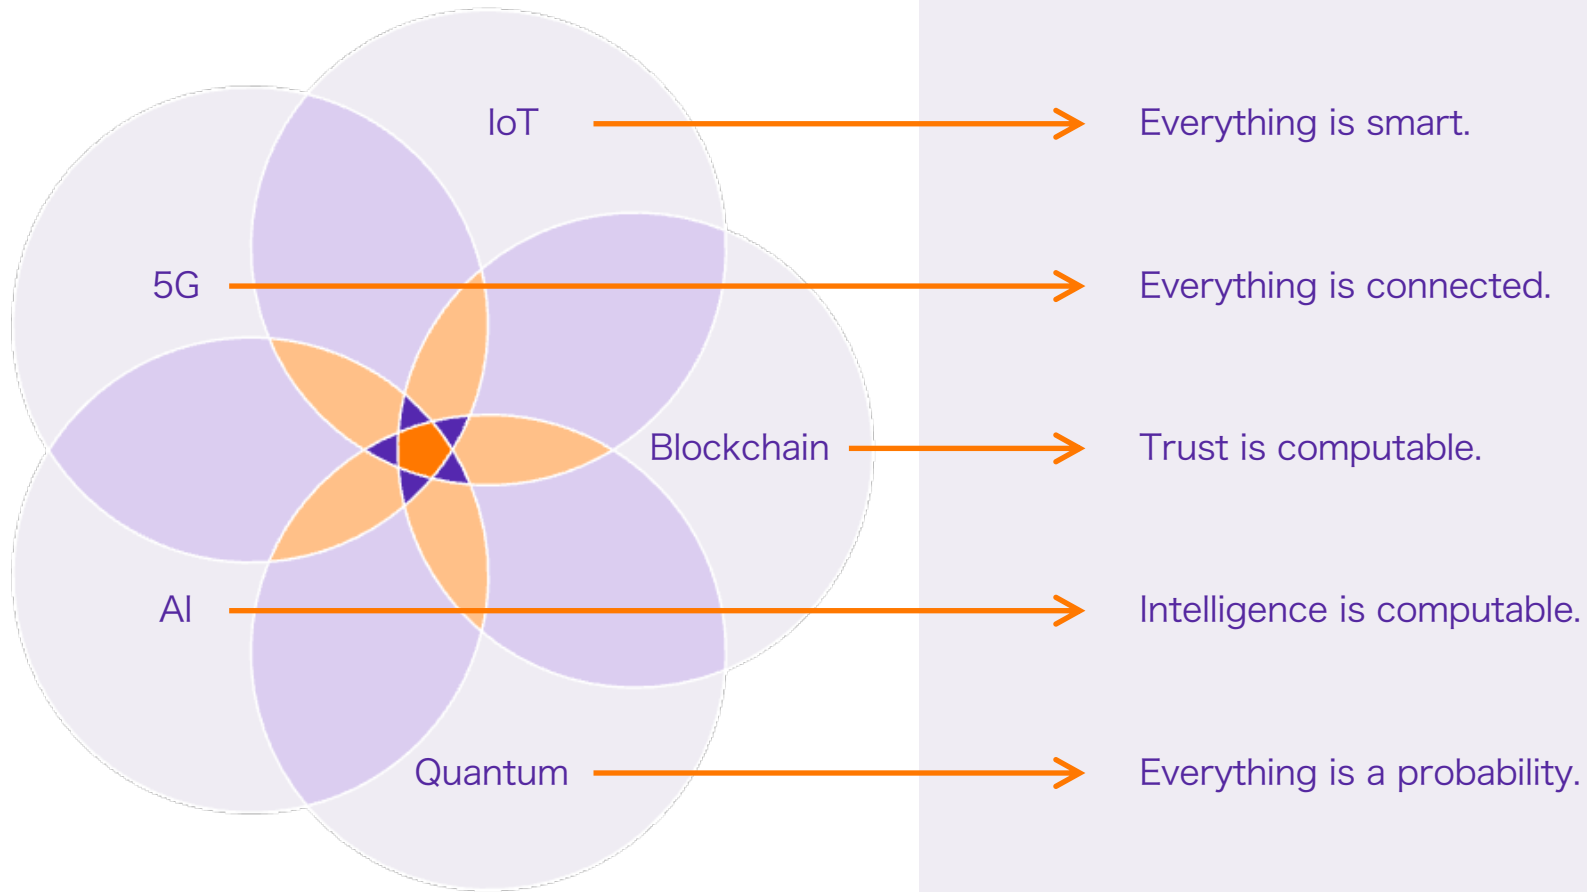 IoT
Everything is smart.
5G
Everything is connected.
Blockchain
Trust is computable.
AI
Intelligence is computable.
Quantum
Everything is a probability.